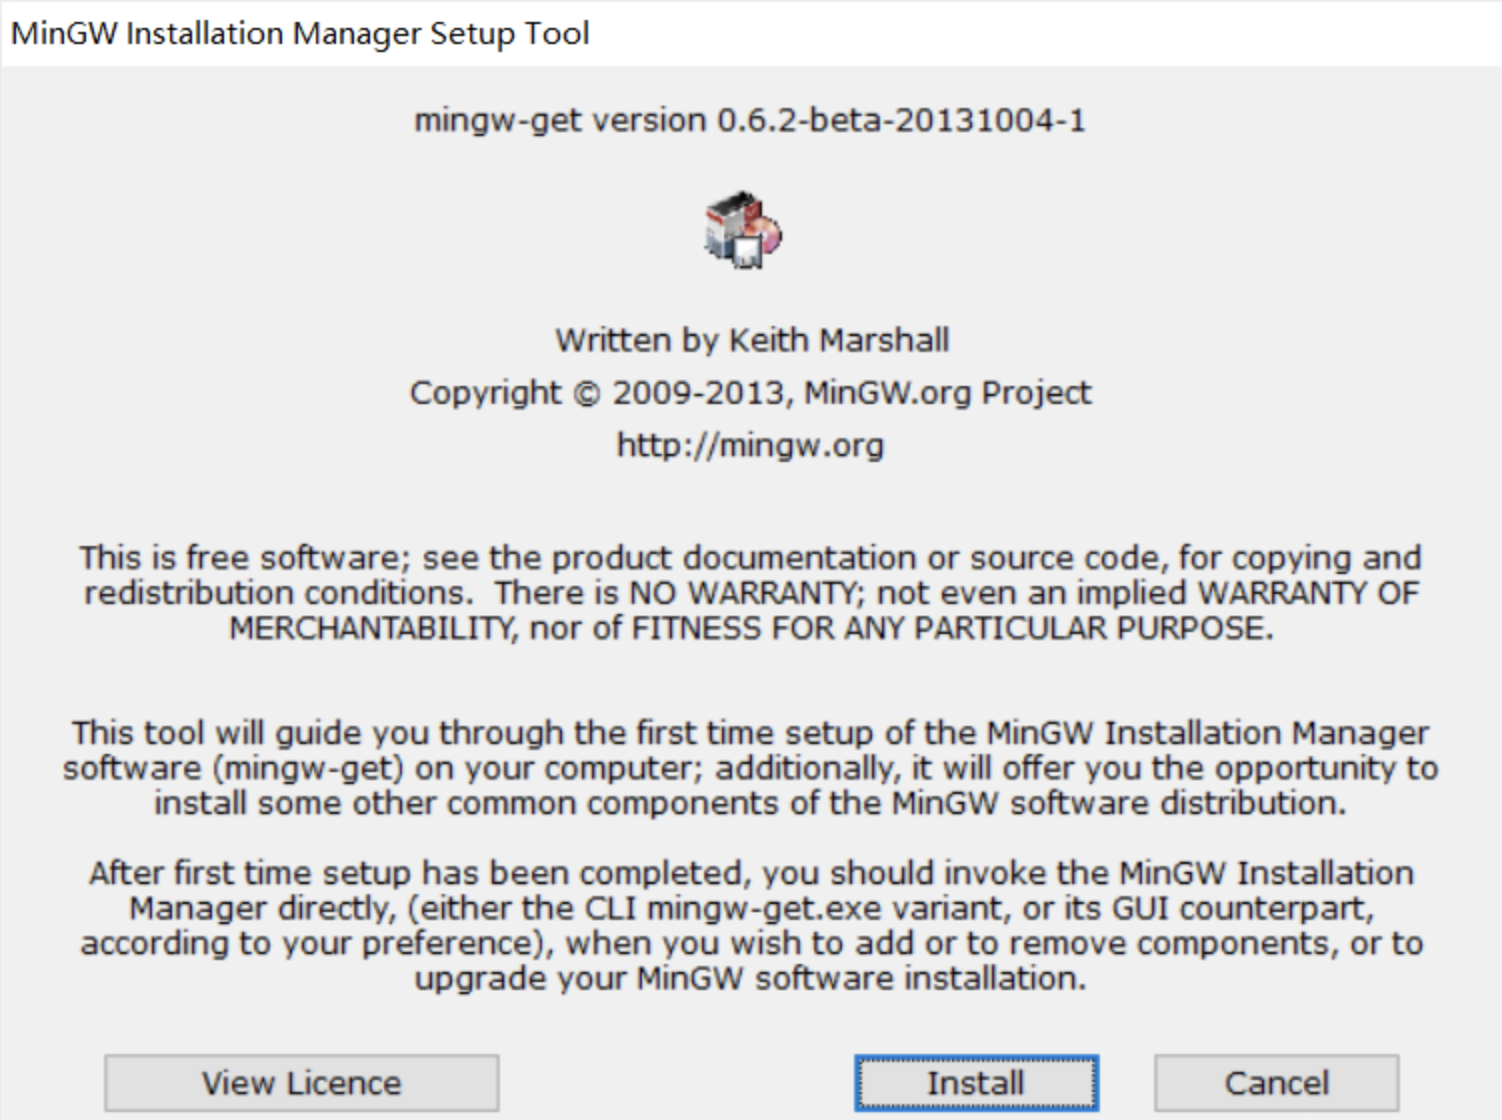 MinGW Installation Manager Setup Tool
mingw-get version 0.6.2-beta-20131004-1
Written by Keith Marshall
Copyright © 2009-2013, MinGW.org Project
http://mingw.org
This is free software; see the product documentation or source code, for copying and
redistribution conditions.  There is NO WARRANTY; not even an implied WARRANTY OF
MERCHANTABILITY, nor of FITNESS FOR ANY PARTICULAR PURPOSE.
This tool will guide you through the first time setup of the MinGW Installation Manager
software (mingw-get) on your computer; additionally, it will offer you the opportunity to
install some other common components of the MinGW software distribution.
After first time setup has been completed, you should invoke the MinGW Installation
Manager directly, (either the CLI mingw-get.exe variant, or its GUI counterpart,
according to your preference), when you wish to add or to remove components, or to
upgrade your MinGW software installation.
View Licence
Install
Cancel